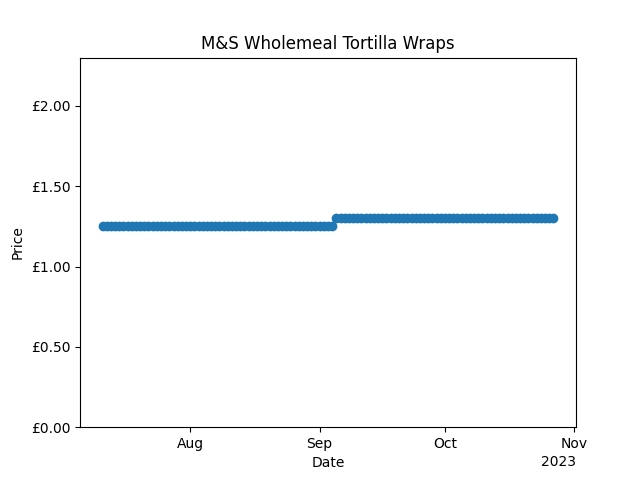 M&S Wholemeal Tortilla Wraps
£2.00
£1.50
£1.00
£0.50
£0.00
Price
Aug Sep Oct Nov
Date
2023